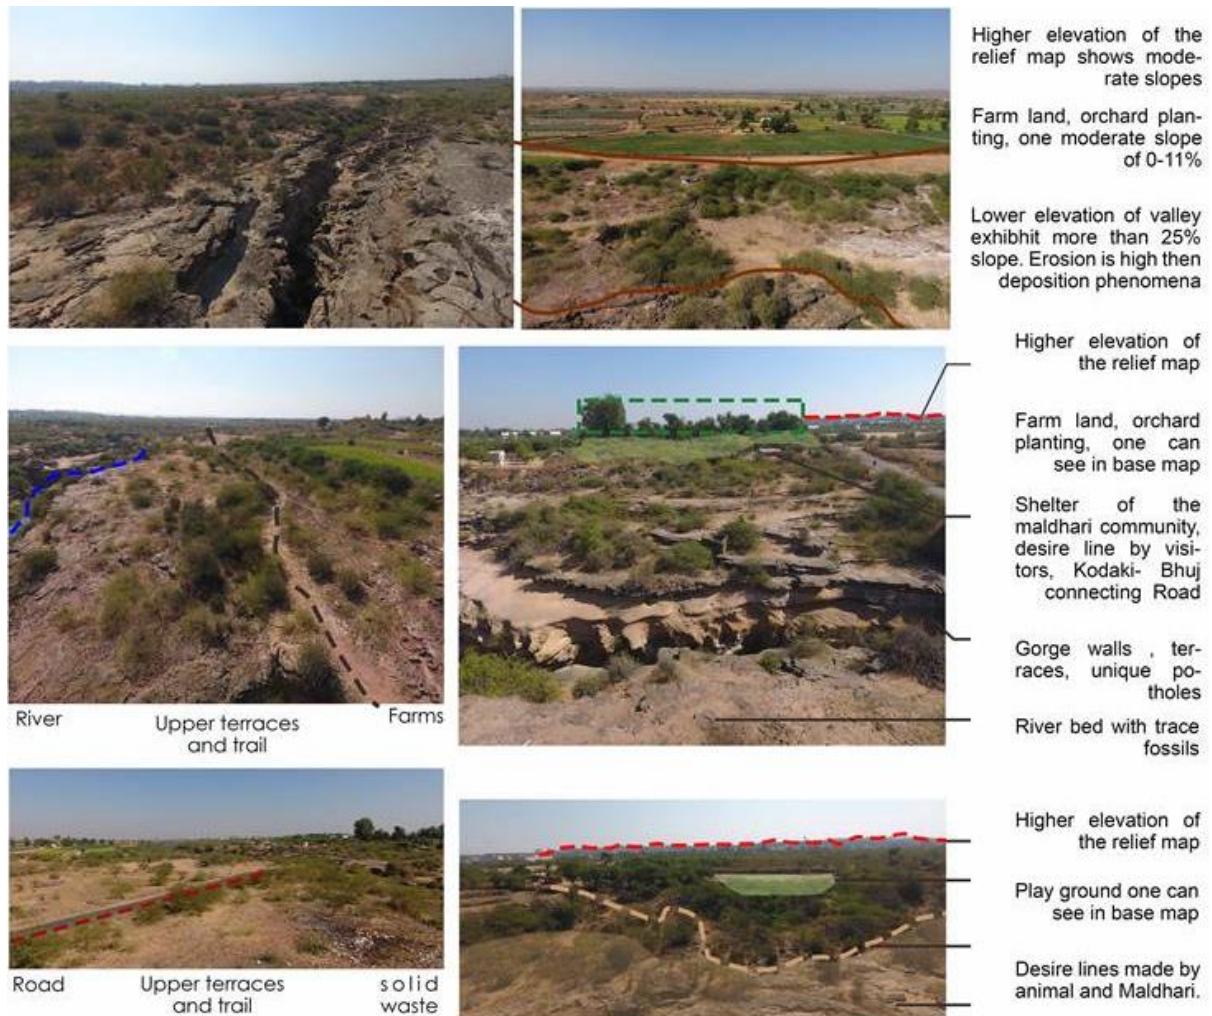 Higher elevation of the
relief map shows mode-
rate slopes
Farm land, orchard plan-
ting, one moderate slope
of 0-11%
Lower elevation of valley
exhibhit more than 25%
slope. Erosion is high then
deposition phenomena
Higher elevation of
the relief map
Farm land, orchard
planting, one can
see in base map
Shelter of the
maldhari community,
desire line by visi-
tors, Kodaki- Bhuj
connecting Road
Gorge walls , ter-
races, unique po-
tholes
River bed with trace
fossils
River
Upper terraces
and trail
Farms
Higher elevation of
the relief map
Play ground one can
see in base map
Desire lines made by
animal and Maldhari.
Road
Upper terraces
and trail
solid
waste